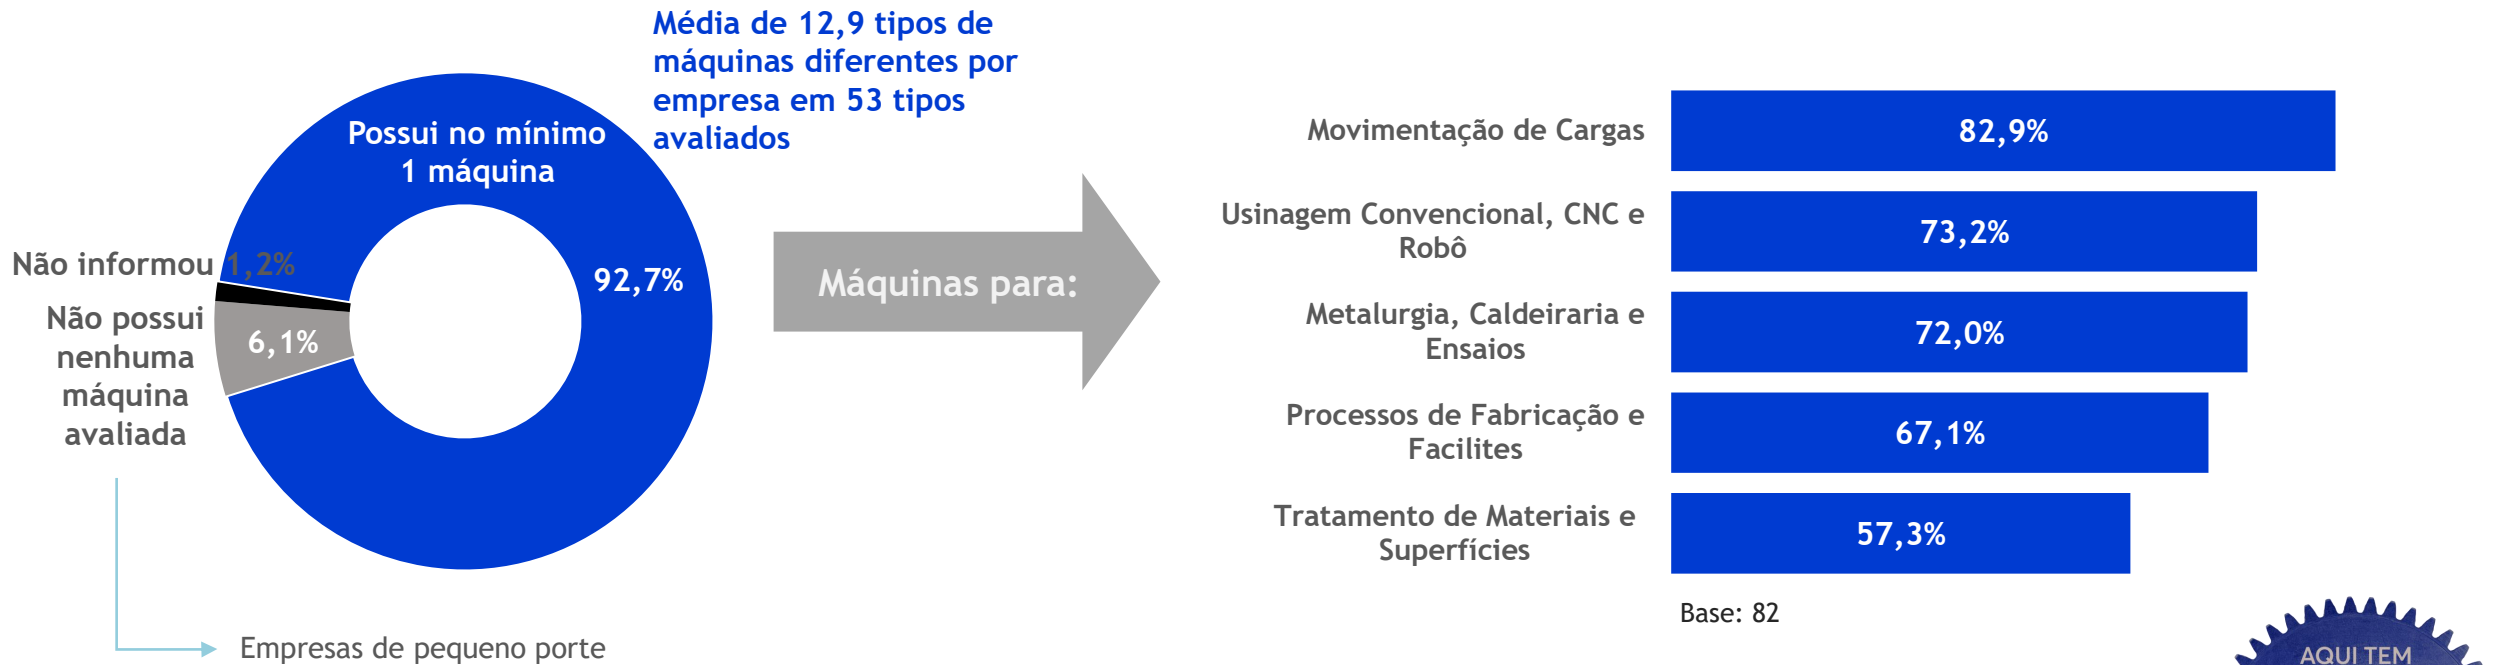 Média de 12,9 tipos de
máquinas diferentes por
empresa em 53 tipos
avaliados
Possui no mínimo
1 máquina
92,7%
Não informou 1,2%
Não possui
nenhuma
máquina
avaliada
6,1%
Empresas de pequeno porte
Máquinas para:
Movimentação de Cargas
82,9%
Usinagem Convencional, CNC e
Robô
73,2%
Metalurgia, Caldeiraria e
Ensaios
72,0%
Processos de Fabricação e
Facilites
67,1%
Tratamento de Materiais e
Superfícies
57,3%
Base: 82
AQUI TEM